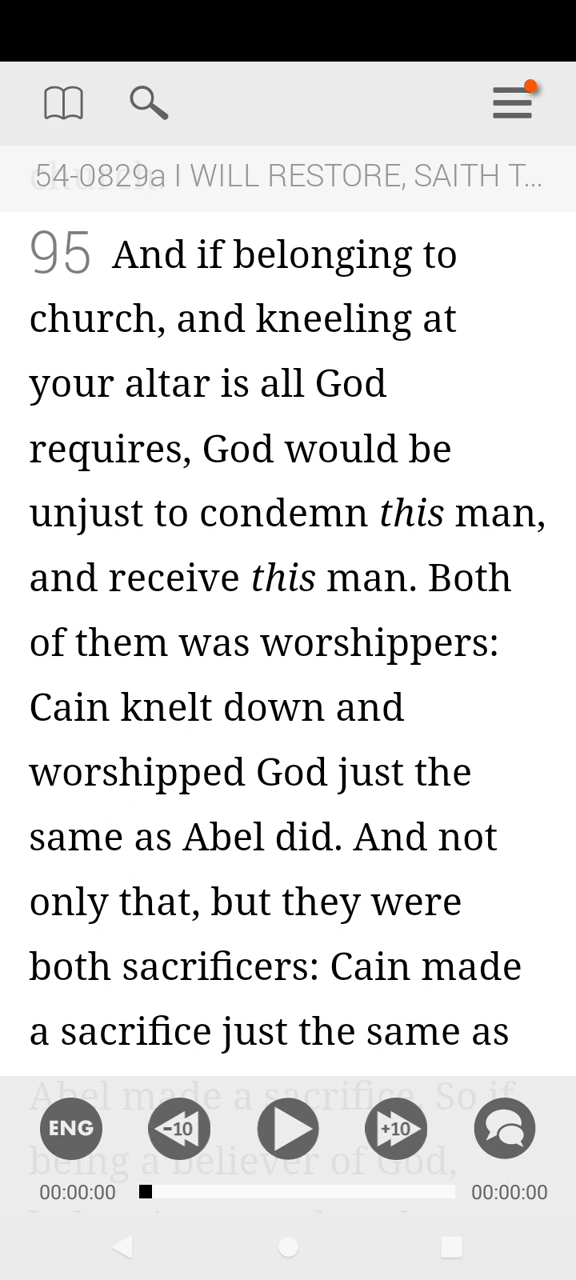 54-0829a I WILL RESTORE, SAITH T...
95 And if belonging to
church, and kneeling at
your altar is all God
requires, God would be
unjust to condemn this man,
and receive this man. Both
of them was worshippers:
Cain knelt down and
worshipped God just the
same as Abel did. And not
only that, but they were
both sacrificers: Cain made
a sacrifice just the same as
Abel made a sacrifice. So if
being a believer of God,
ENG -10 +10
00:00:00 00:00:00